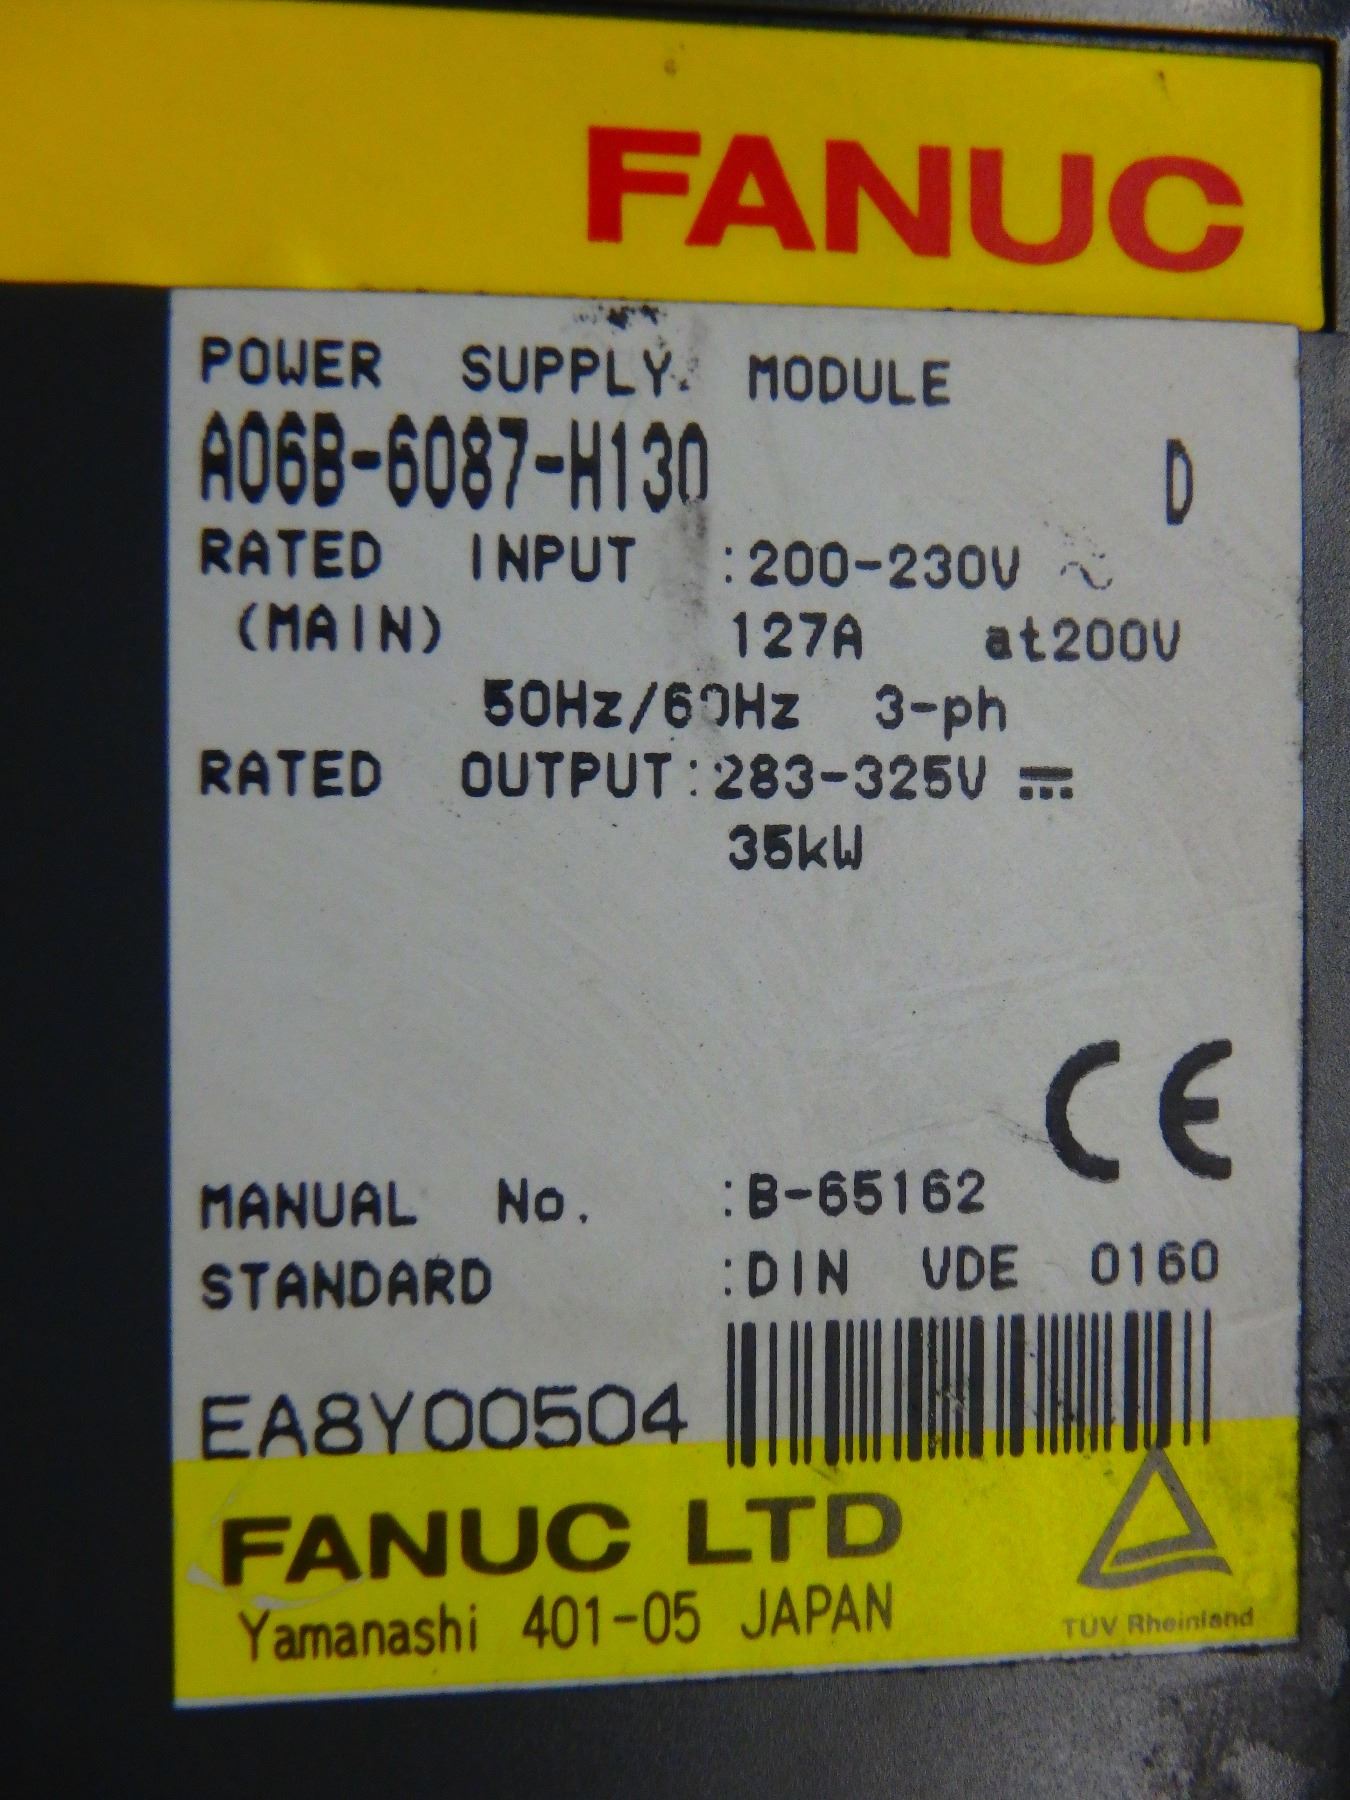 FANUC
POWER SUPPLY MODULE
A06B-6087-H130 D
RATED INPUT :200-230V ~
(MAIN) 127A at200V
50Hz/60Hz 3-ph
RATED OUTPUT:283-325V ⎓
35kW
CE
MANUAL No. :B-65162
STANDARD :DIN VDE 0160
EA8Y00504
FANUC LTD
Yamanashi 401-05 JAPAN
TÜV Rheinland